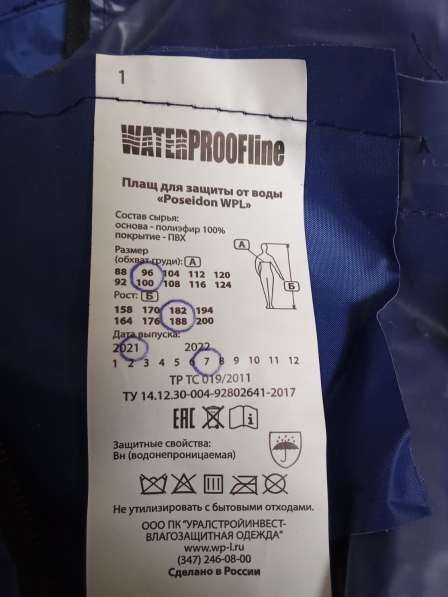 1
WATERPROOFline
Плащ для защиты от воды
«Poseidon WPL»
Состав сырья:
основа - полиэфир 100%
покрытие - ПВХ
Размер
(обхват груди): А
88 96 104 112 120
92 100 108 116 124
Рост: Б
158 170 182 194
164 176 188 200
А
Б
Дата выпуска:
2021 2022
1 2 3 4 5 6 7 8 9 10 11 12
ТР ТС 019/2011
ТУ 14.12.30-004-92802641-2017
EAC
Защитные свойства:
Вн (водонепроницаемая)
Не утилизировать с бытовыми отходами.
ООО ПК "УРАЛСТРОЙИНВЕСТ-
ВЛАГОЗАЩИТНАЯ ОДЕЖДА"
www.wp-l.ru
(347) 246-08-00
Сделано в России